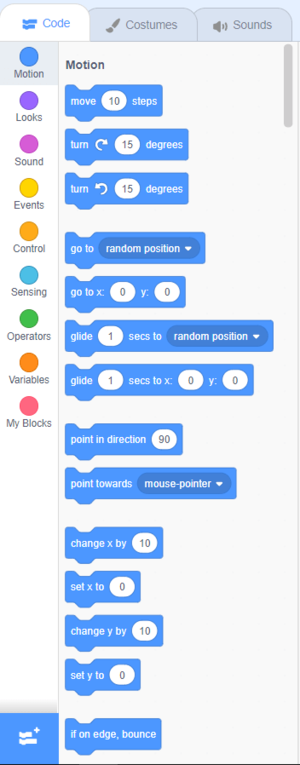 Code Costumes Sounds
Motion
Looks
Sound
Events
Control
Sensing
Operators
Variables
My Blocks
Motion
move 10 steps
turn 15 degrees
turn 15 degrees
go to random position
go to x: 0 y: 0
glide 1 secs to random position
glide 1 secs to x: 0 y: 0
point in direction 90
point towards mouse-pointer
change x by 10
set x to 0
change y by 10
set y to 0
if on edge, bounce